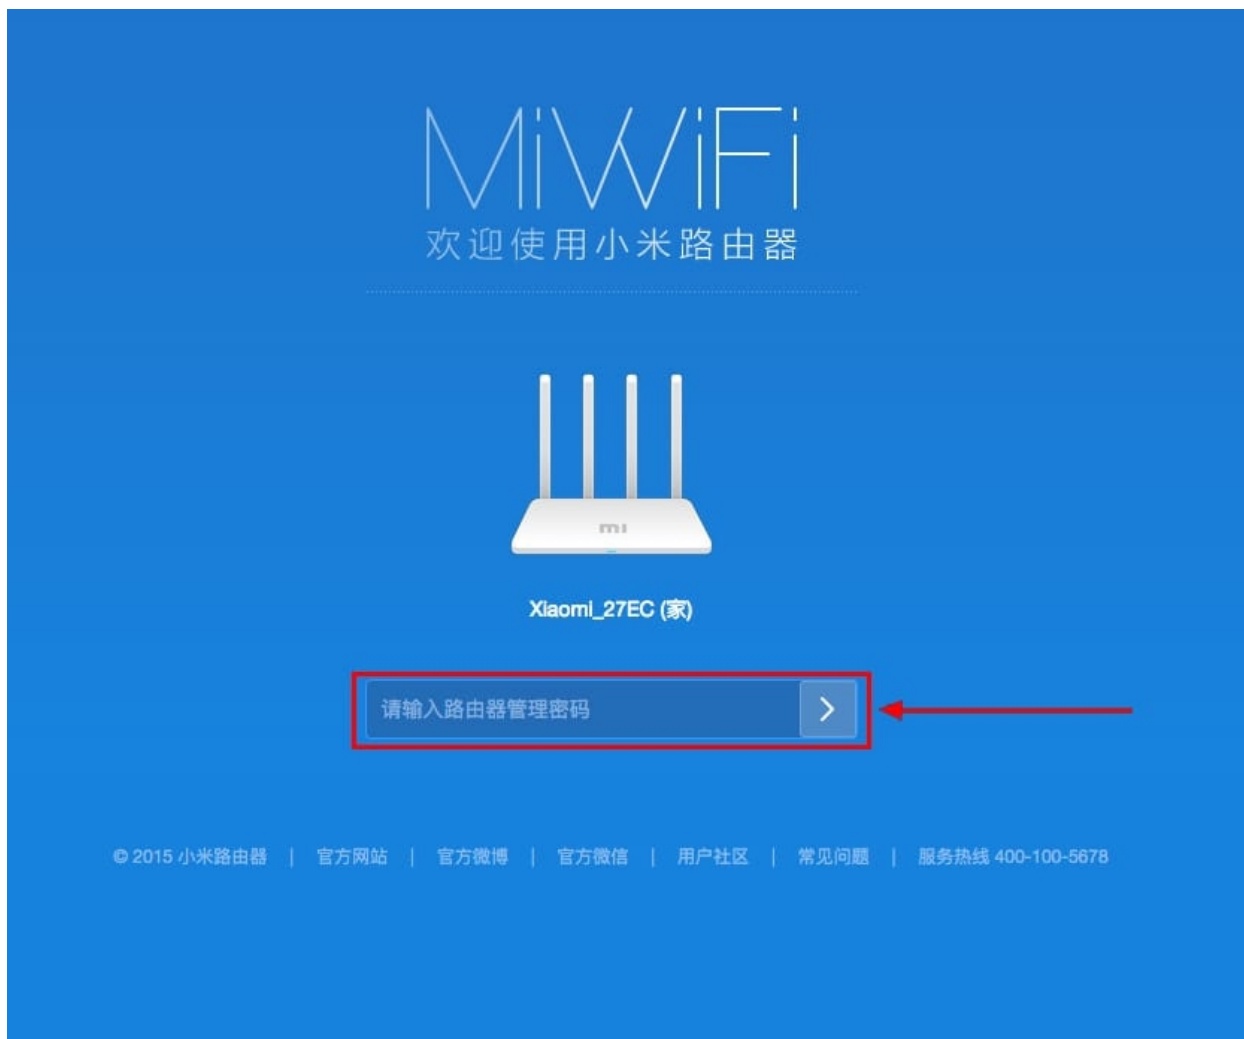 MiWiFi
欢迎使用小米路由器
mi
Xiaomi_27EC (家)
请输入路由器管理密码
© 2015 小米路由器 | 官方网站 | 官方微博 | 官方微信 | 用户社区 | 常见问题 | 服务热线 400-100-5678